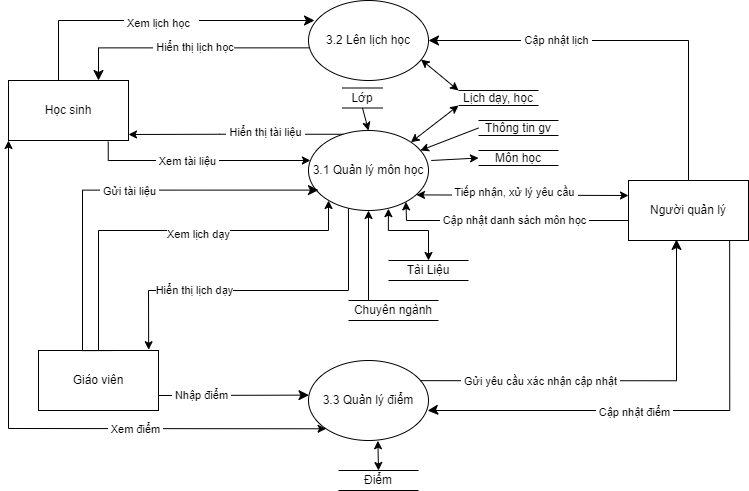 Xem lịch học
3.2 Lên lịch học
Cập nhật lịch
Hiển thị lịch học
Lớp
Lịch dạy, học
Học sinh
Hiển thị tài liệu
Thông tin gv
Xem tài liệu
3.1 Quản lý môn học
Môn học
Gửi tài liệu
Tiếp nhận, xử lý yêu cầu
Người quản lý
Cập nhật danh sách môn học
Xem lịch dạy
Tài Liệu
Hiển thị lịch dạy
Chuyên ngành
Giáo viên
Gửi yêu cầu xác nhận cập nhật
Nhập điểm
3.3 Quản lý điểm
Cập nhật điểm
Xem điểm
Điểm